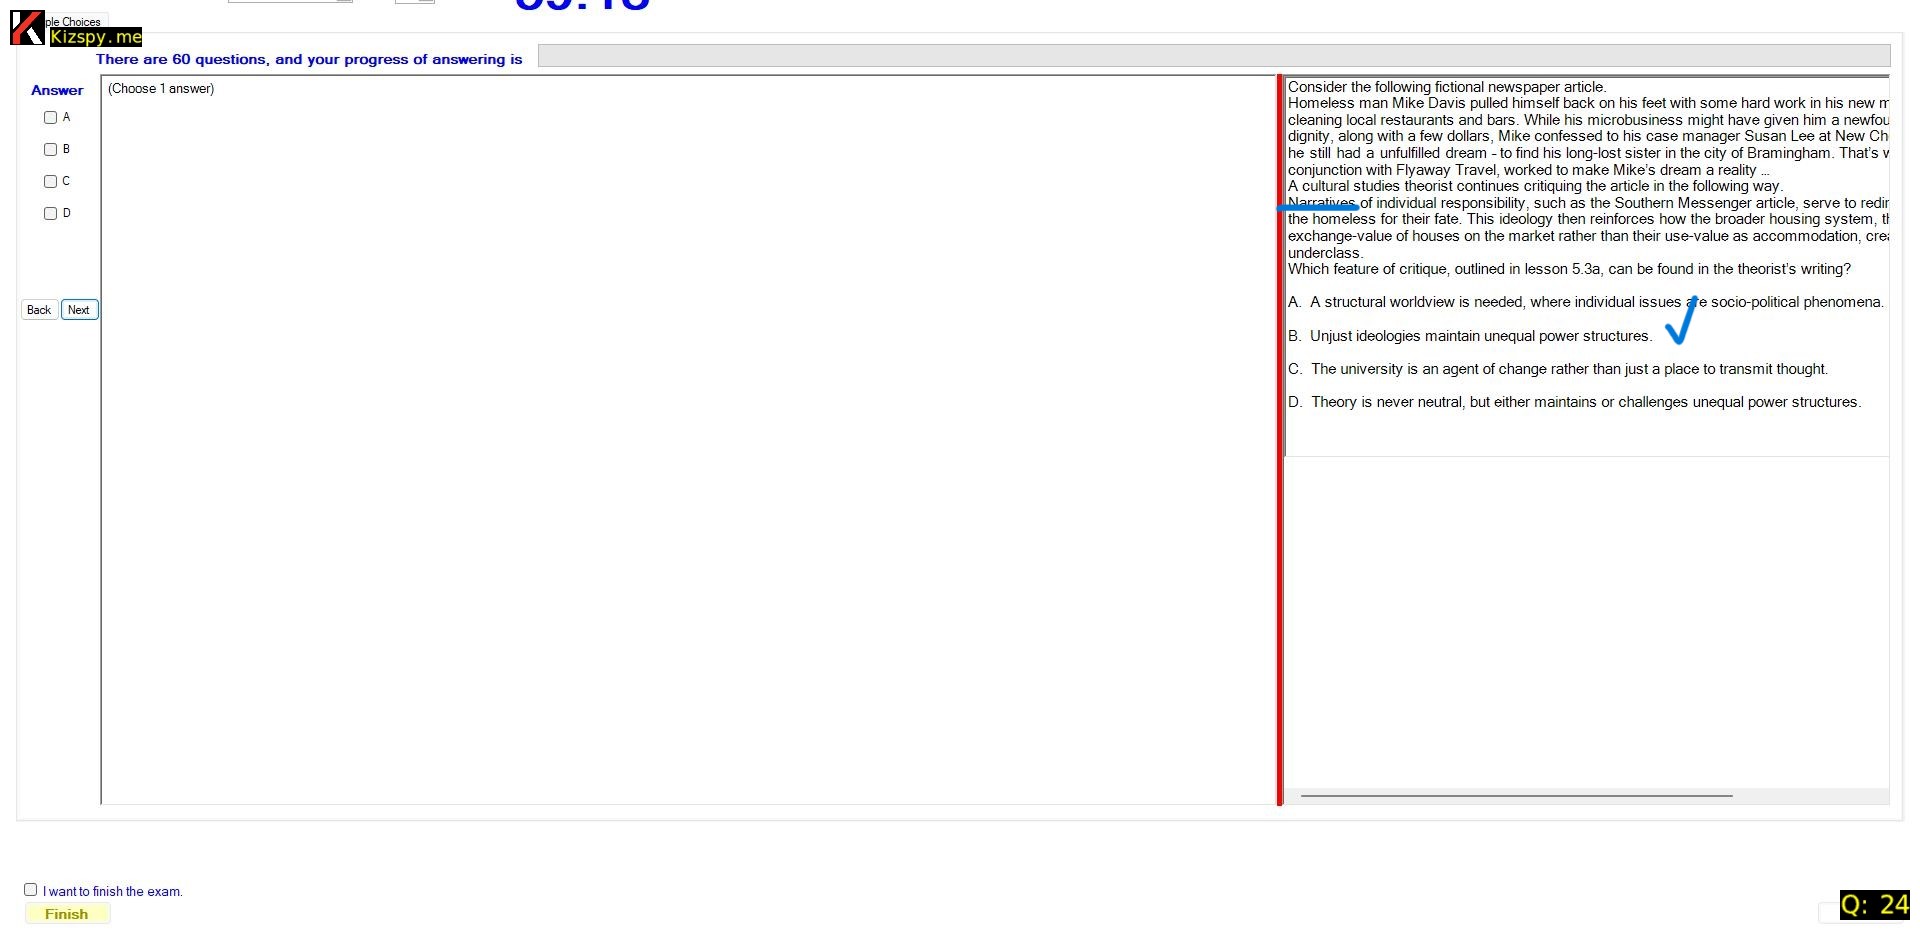 ple Choices
Kizspy.me
There are 60 questions, and your progress of answering is
Answer
(Choose 1 answer)
A
B
C
D
Back Next
Consider the following fictional newspaper article.
Homeless man Mike Davis pulled himself back on his feet with some hard work in his new
cleaning local restaurants and bars. While his microbusiness might have given him a
dignity, along with a few dollars, Mike confessed to his case manager Susan Lee at New
he still had a unfulfilled dream - to find his long-lost sister in the city of Bramingham. That's
conjunction with Flyaway Travel, worked to make Mike's dream a reality ...
A cultural studies theorist continues critiquing the article in the following way.
Narratives of individual responsibility, such as the Southern Messenger article, serve to
the homeless for their fate. This ideology then reinforces how the broader housing system,
exchange-value of houses on the market rather than their use-value as accommodation,
underclass.
Which feature of critique, outlined in lesson 5.3a, can be found in the theorist's writing?
A. A structural worldview is needed, where individual issues are socio-political phenomena.
B. Unjust ideologies maintain unequal power structures.
C. The university is an agent of change rather than just a place to transmit thought.
D. Theory is never neutral, but either maintains or challenges unequal power structures.
I want to finish the exam.
Finish
Q: 24